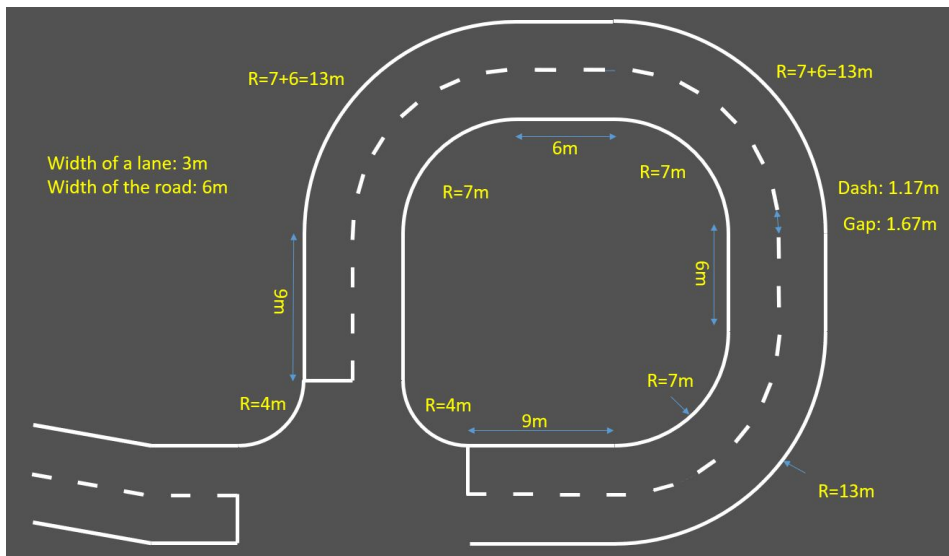 R=7+6=13m
R=7+6=13m
6m
Width of a lane: 3m
Width of the road: 6m
R=7m
R=7m
Dash: 1.17m
Gap: 1.67m
9m
6m
R=7m
R=4m
R=4m
9m
R=13m